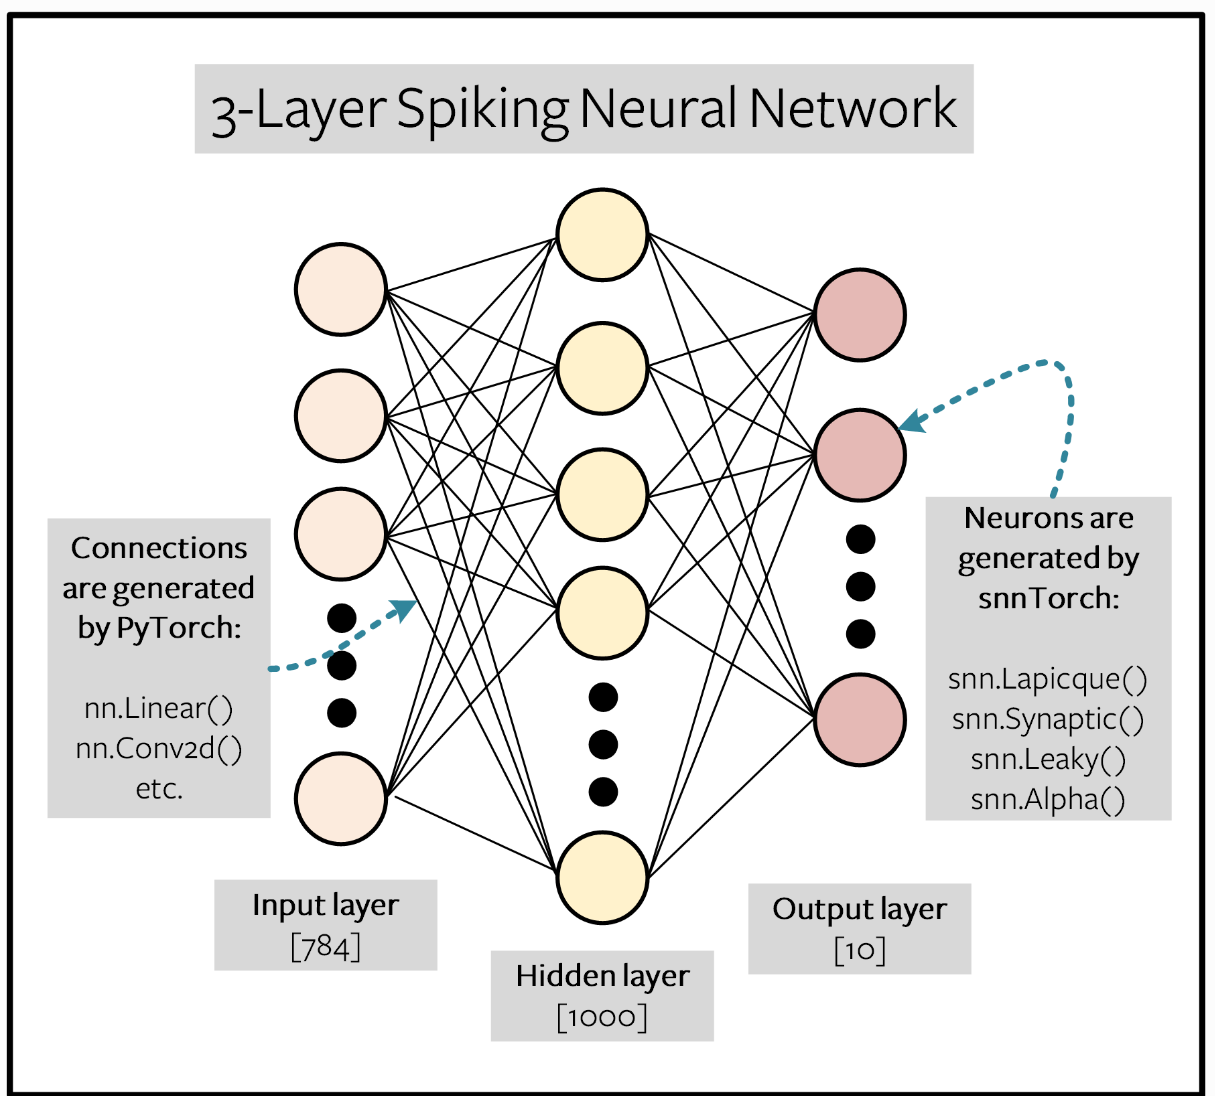 3-Layer Spiking Neural Network
Connections
are generated
by PyTorch:
nn.Linear()
nn.Conv2d()
etc.
Neurons are
generated by
snnTorch:
snn.Lapicque()
snn.Synaptic()
snn.Leaky()
snn.Alpha()
Input layer
[784]
Hidden layer
[1000]
Output layer
[10]